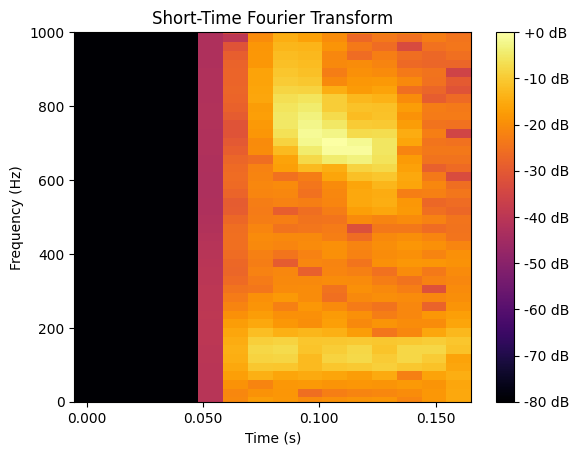 Short-Time Fourier Transform
1000
800
600
400
200
0
Frequency (Hz)
0.000
0.050
0.100
0.150
Time (s)
+0 dB
-10 dB
-20 dB
-30 dB
-40 dB
-50 dB
-60 dB
-70 dB
-80 dB